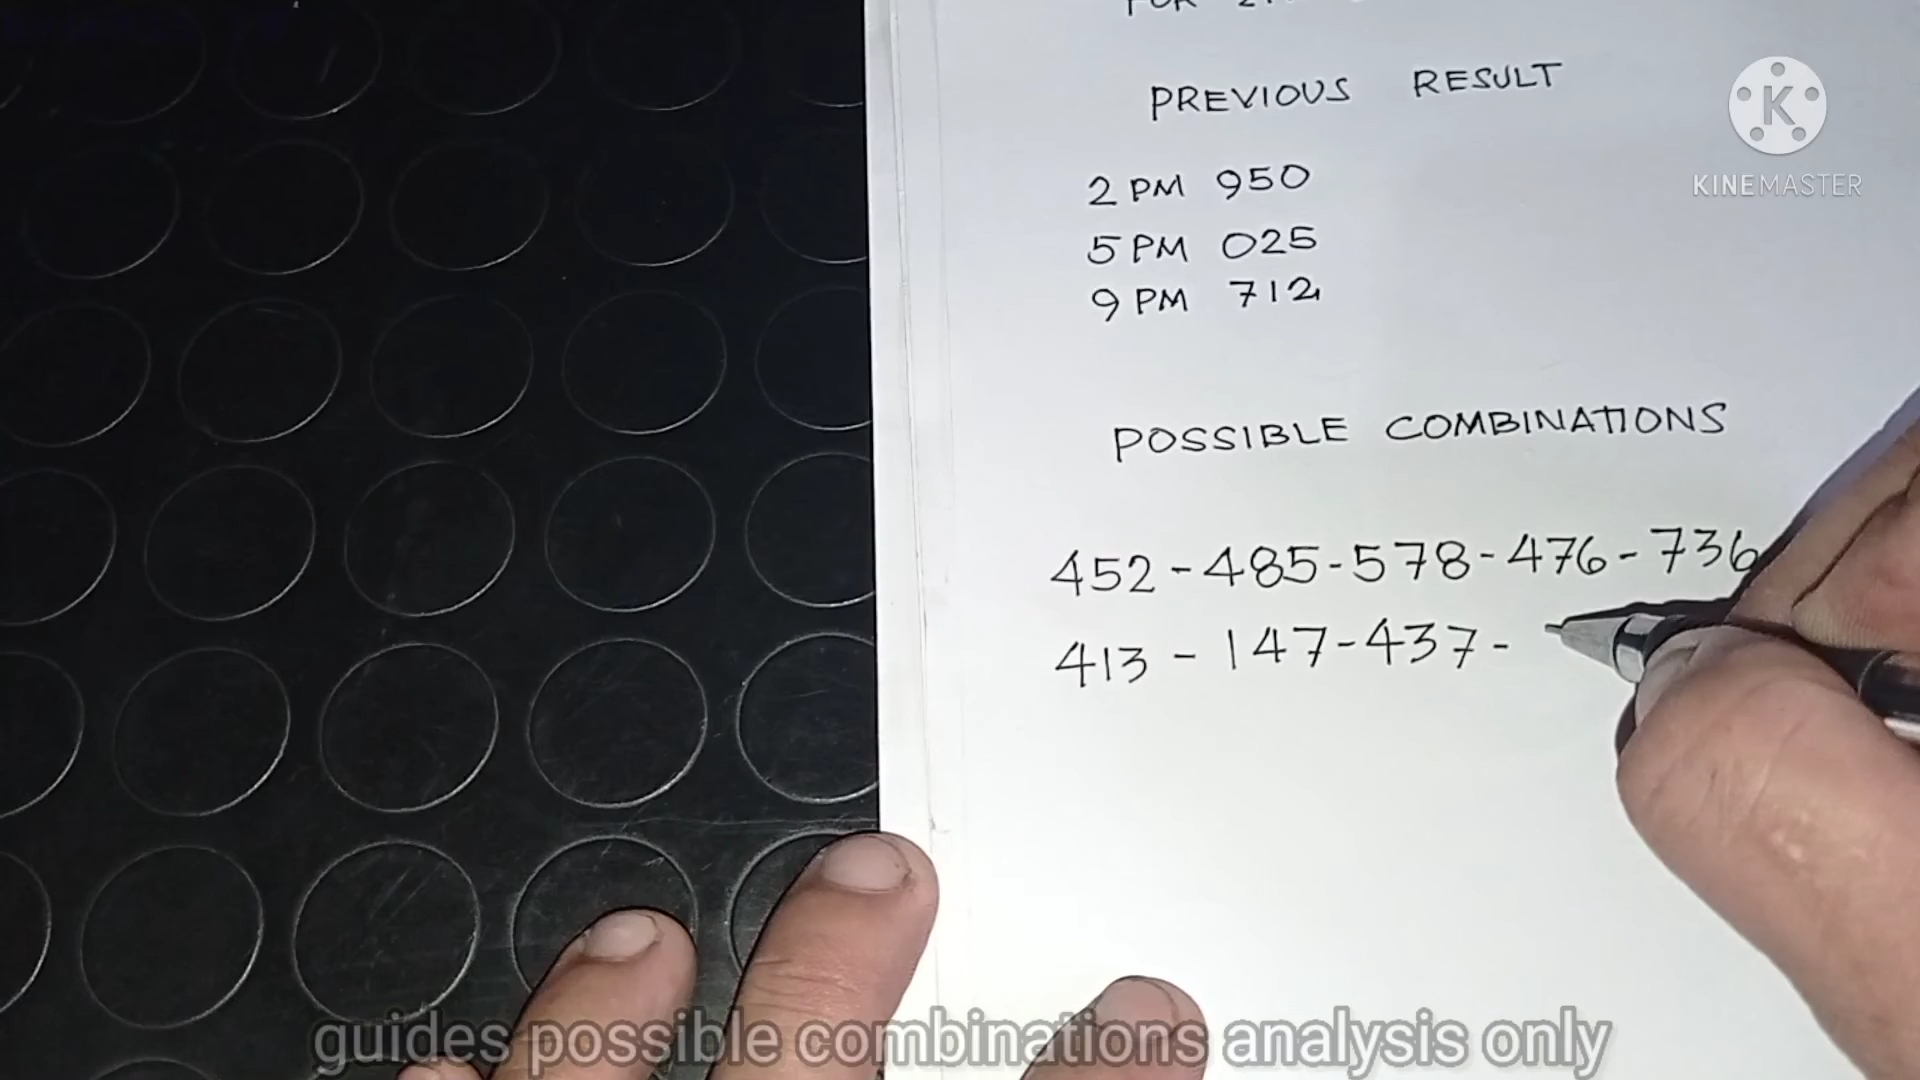 FOR
PREVIOUS RESULT
KINEMASTER
2 PM 950
5 PM 025
9 PM 712
POSSIBLE COMBINATIONS
452 - 485 - 578 - 476 - 736
413 - 147 - 437 -
guides possible combinations analysis only